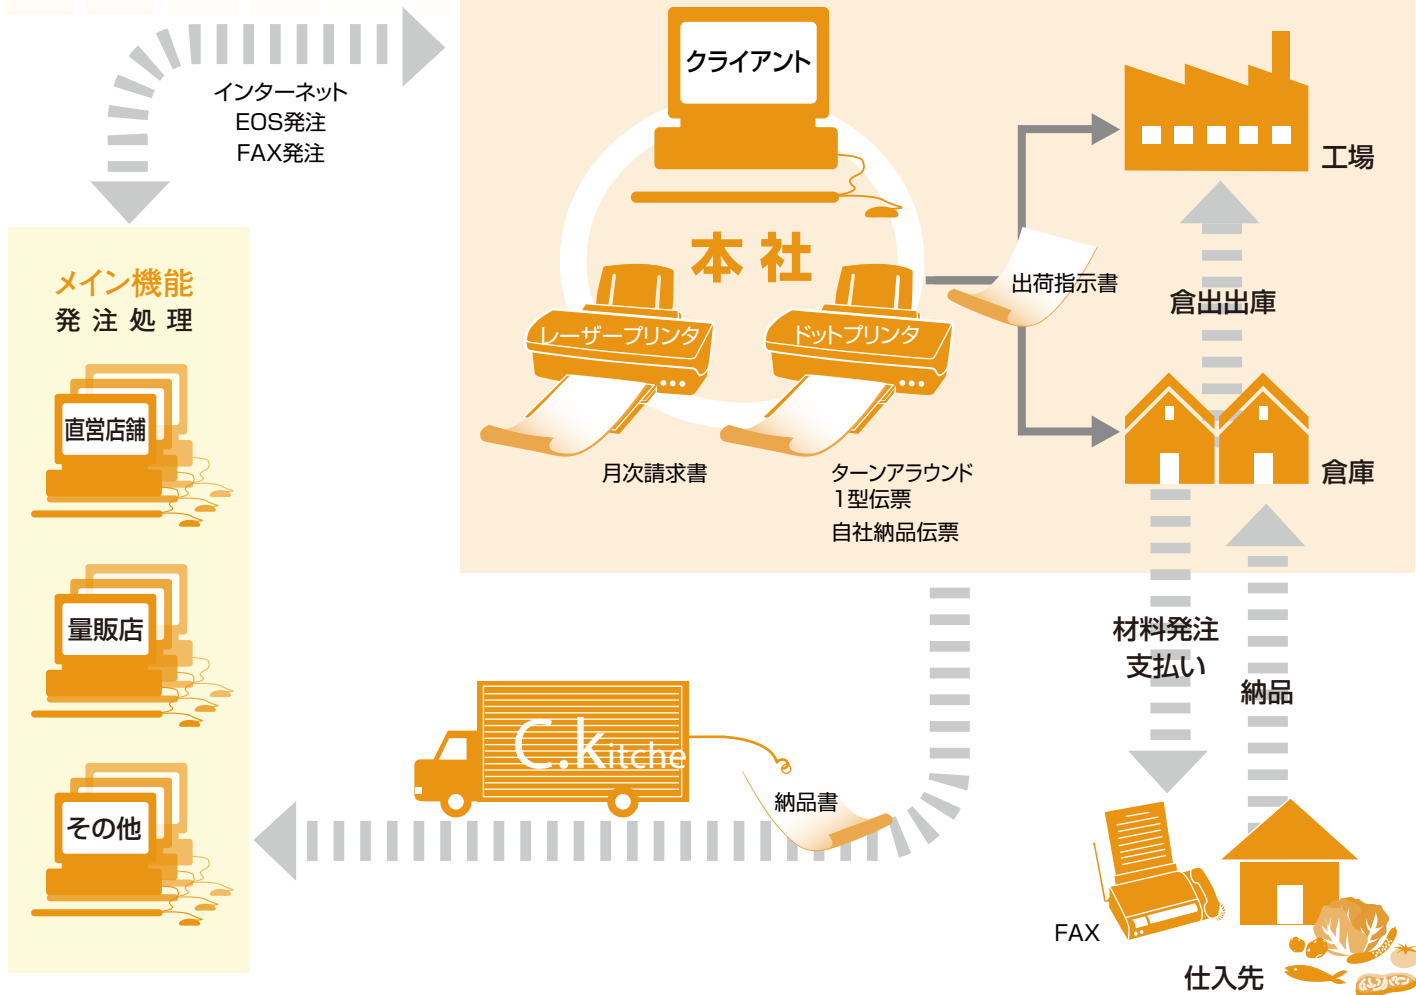 インターネット
EOS発注
FAX発注
クライアント
本社
レーザープリンタ
ドットプリンタ
月次請求書
ターンアラウンド
1型伝票
自社納品伝票
出荷指示書
工場
倉出出庫
倉庫
メイン機能
発注処理
直営店舗
量販店
その他
C.kitche
納品書
材料発注
支払い
納品
FAX
仕入先